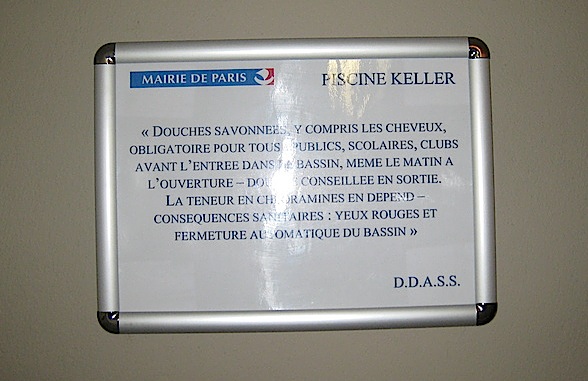 MAIRIE DE PARIS
PISCINE KELLER
« DOUCHES SAVONNEES, Y COMPRIS LES CHEVEUX,
OBLIGATOIRE POUR TOUS PUBLICS, SCOLAIRES, CLUBS
AVANT L'ENTREE DANS LE BASSIN, MEME LE MATIN A
L'OUVERTURE – DOUCHE CONSEILLEE EN SORTIE.
LA TENEUR EN CHLORAMINES EN DEPEND –
CONSEQUENCES SANITAIRES : YEUX ROUGES ET
FERMETURE AUTOMATIQUE DU BASSIN »
D.D.A.S.S.